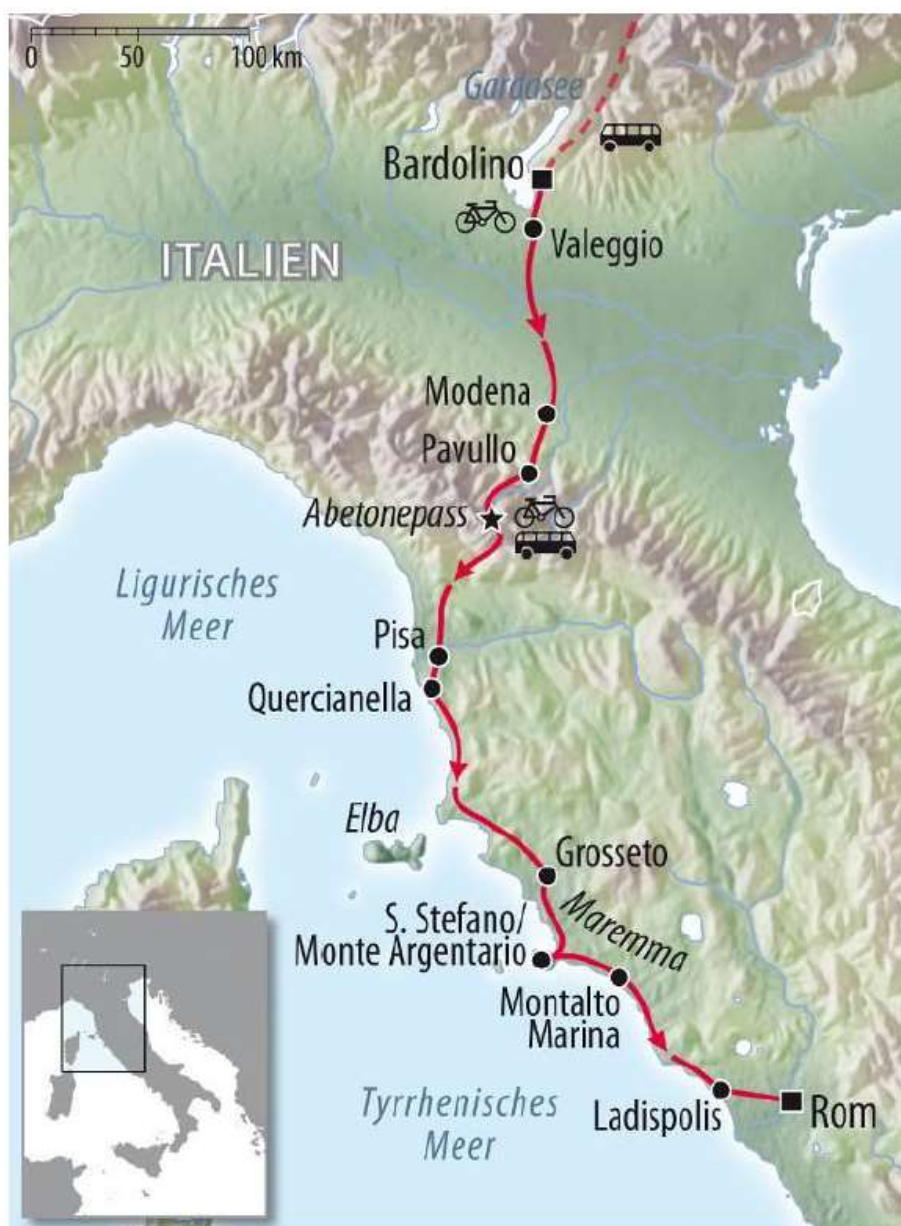 0 50 100 km
Gardasee
Bardolino
Valeggio
ITALIEN
Modena
Pavullo
Abetonepass
Ligurisches
Meer
Pisa
Quercianella
Elba
Grosseto
Maremma
S. Stefano/
Monte Argentario
Montalto
Marina
Tyrrhenisches
Meer
Ladispolis
Rom